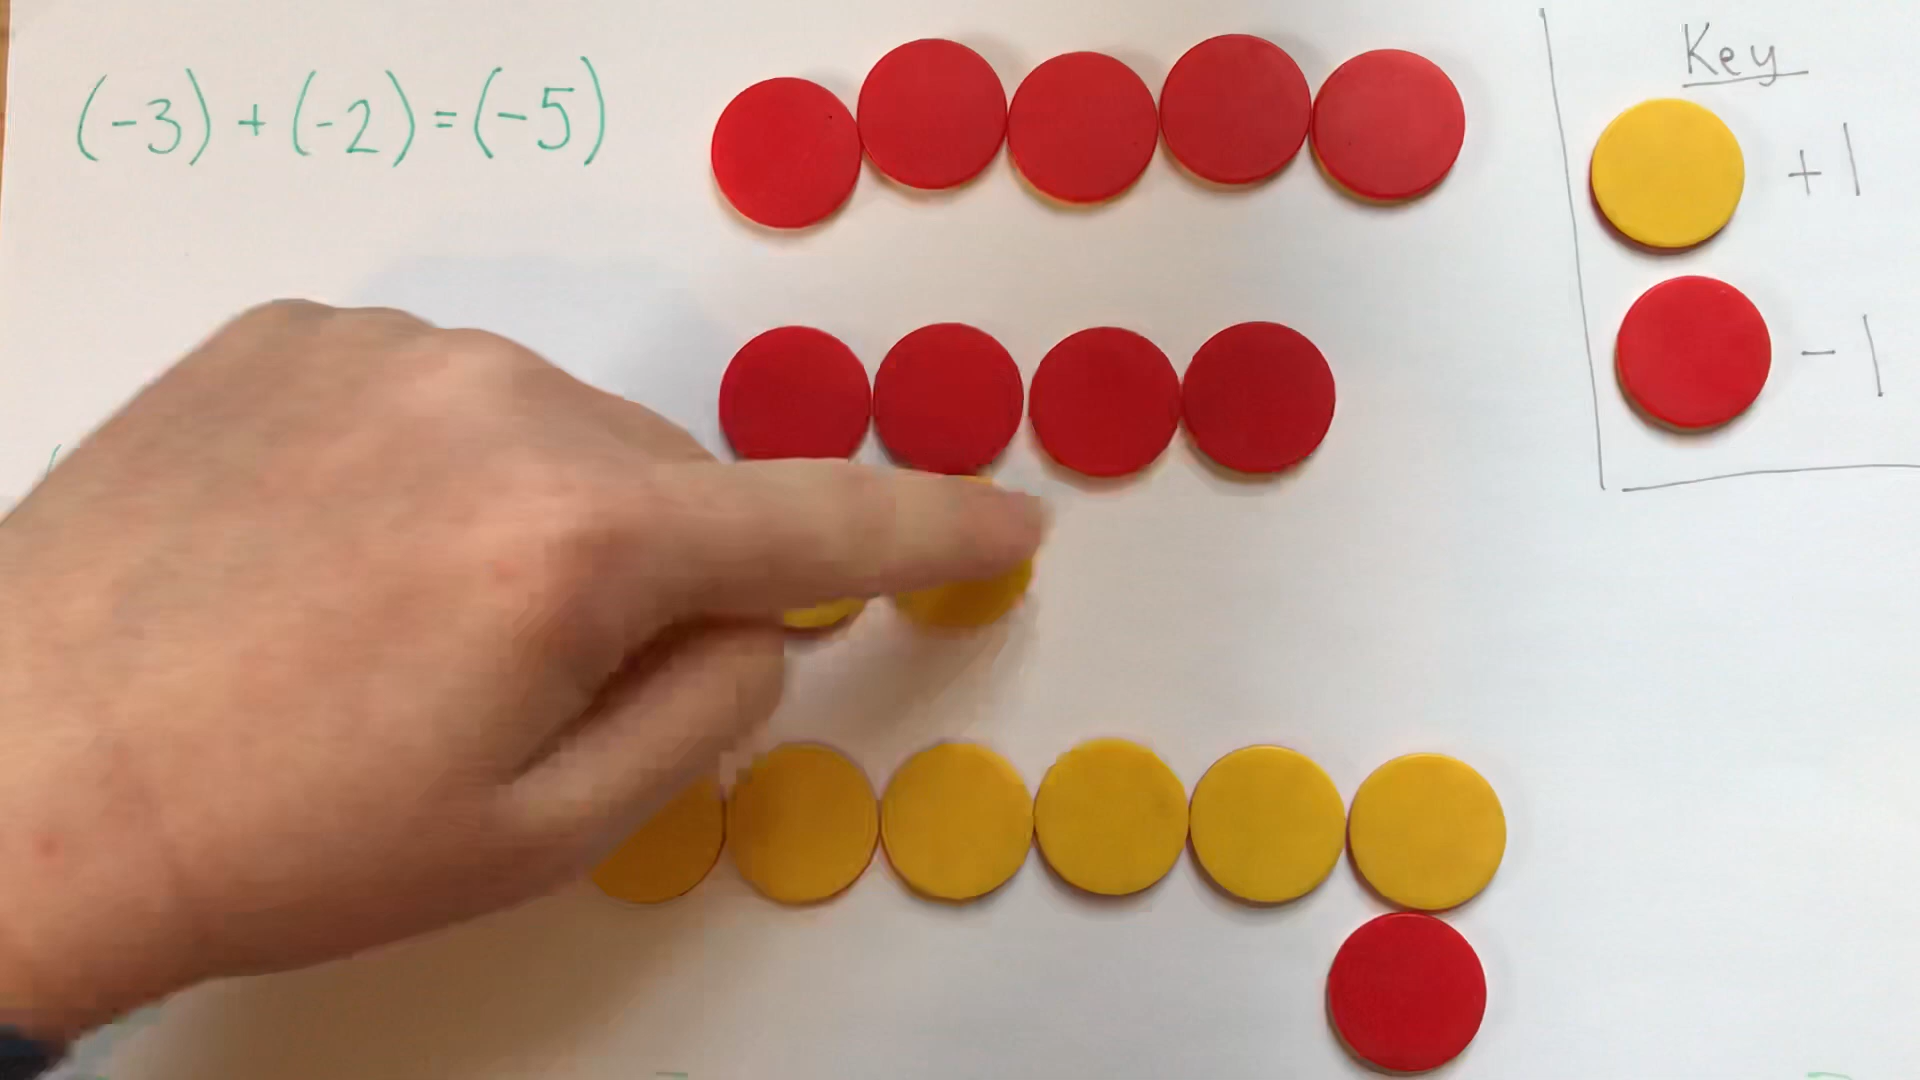 (-3) + (-2) = (-5)
Key
+1
-1